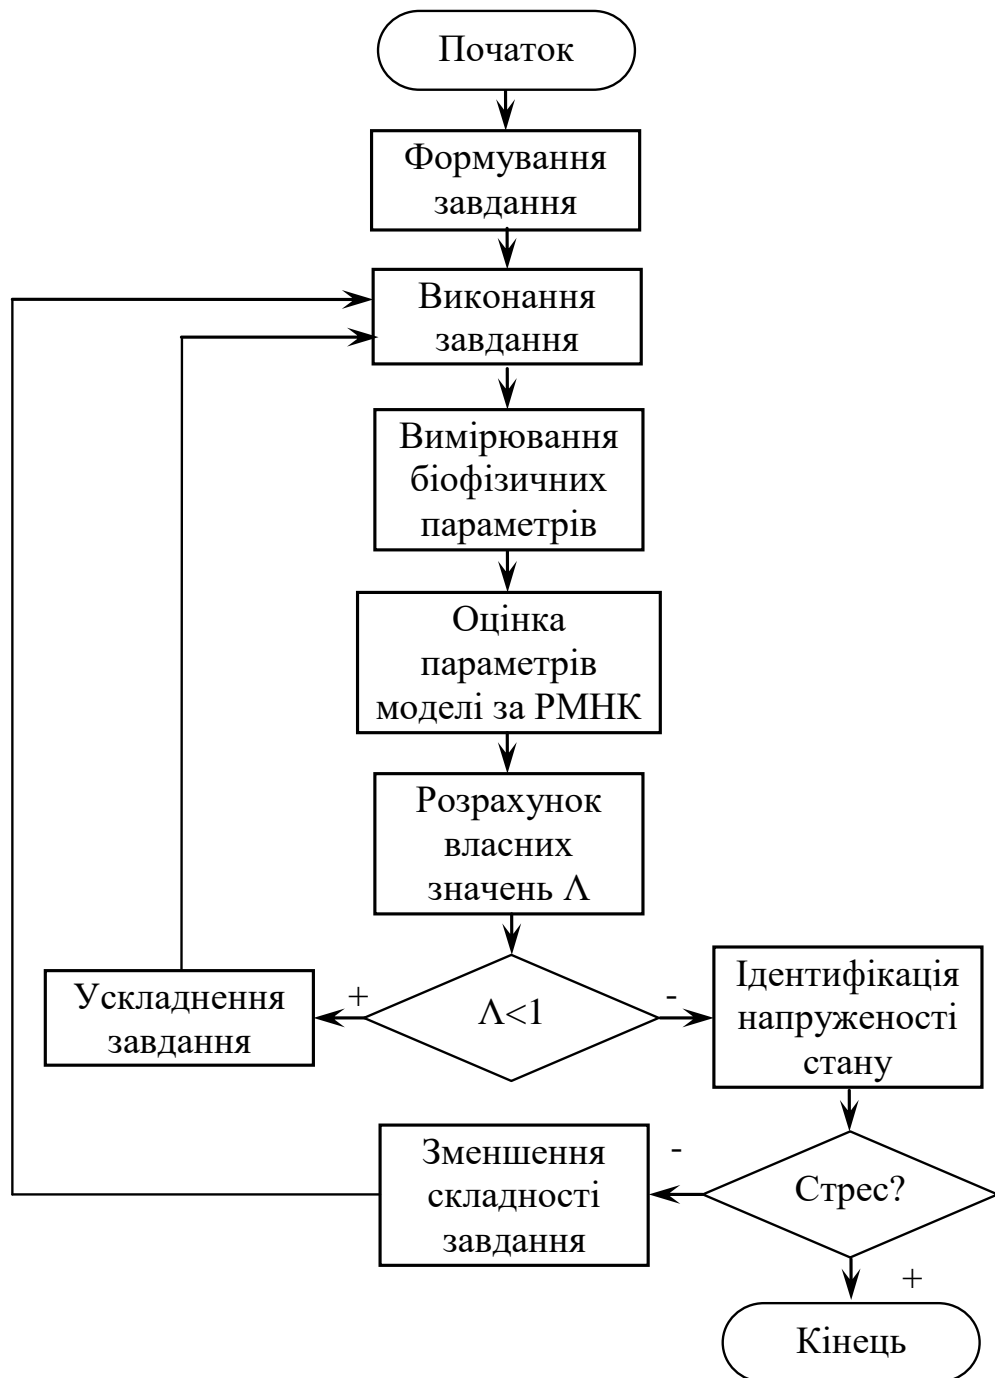 Початок
Формування
завдання
Виконання
завдання
Вимірювання
біофізичних
параметрів
Оцінка
параметрів
моделі за РМНК
Розрахунок
власних
значень Λ
Λ<1
+
-
Ускладнення
завдання
Ідентифікація
напруженості
стану
Стрес?
-
+
Зменшення
складності
завдання
Кінець